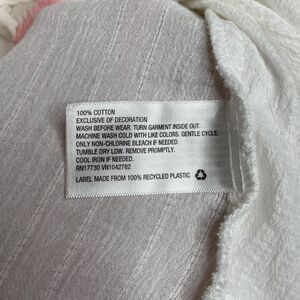 100% COTTON
EXCLUSIVE OF DECORATION
WASH BEFORE WEAR. TURN GARMENT INSIDE OUT.
MACHINE WASH COLD WITH LIKE COLORS. GENTLE CYCLE.
ONLY NON-CHLORINE BLEACH IF NEEDED.
TUMBLE DRY LOW. REMOVE PROMPTLY.
COOL IRON IF NEEDED.
RN17730 VN1042782
LABEL MADE FROM 100% RECYCLED PLASTIC